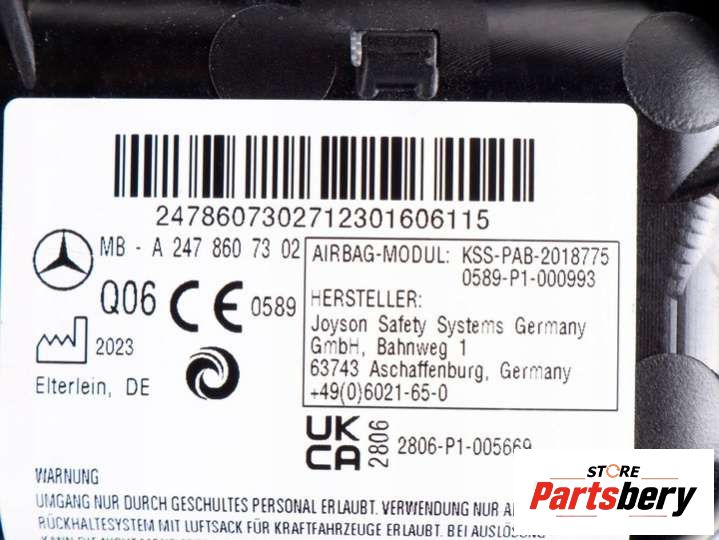 2478607302712301606115
MB - A 247 860 73 02
Q06 CE 0589
2023
Elterlein, DE
AIRBAG-MODUL: KSS-PAB-2018775
0589-P1-000993
HERSTELLER:
Joyson Safety Systems Germany
GmbH, Bahnweg 1
63743 Aschaffenburg, Germany
+49(0)6021-65-0
UK
CA
2806
2806-P1-005669
WARNUNG
UMGANG NUR DURCH GESCHULTES PERSONAL ERLAUBT. VERWENDUNG NUR
RÜCKHALTESYSTEM MIT LUFTSACK FÜR KRAFTFAHRZEUGE ERLAUBT. BEI
STORE
Partsbery